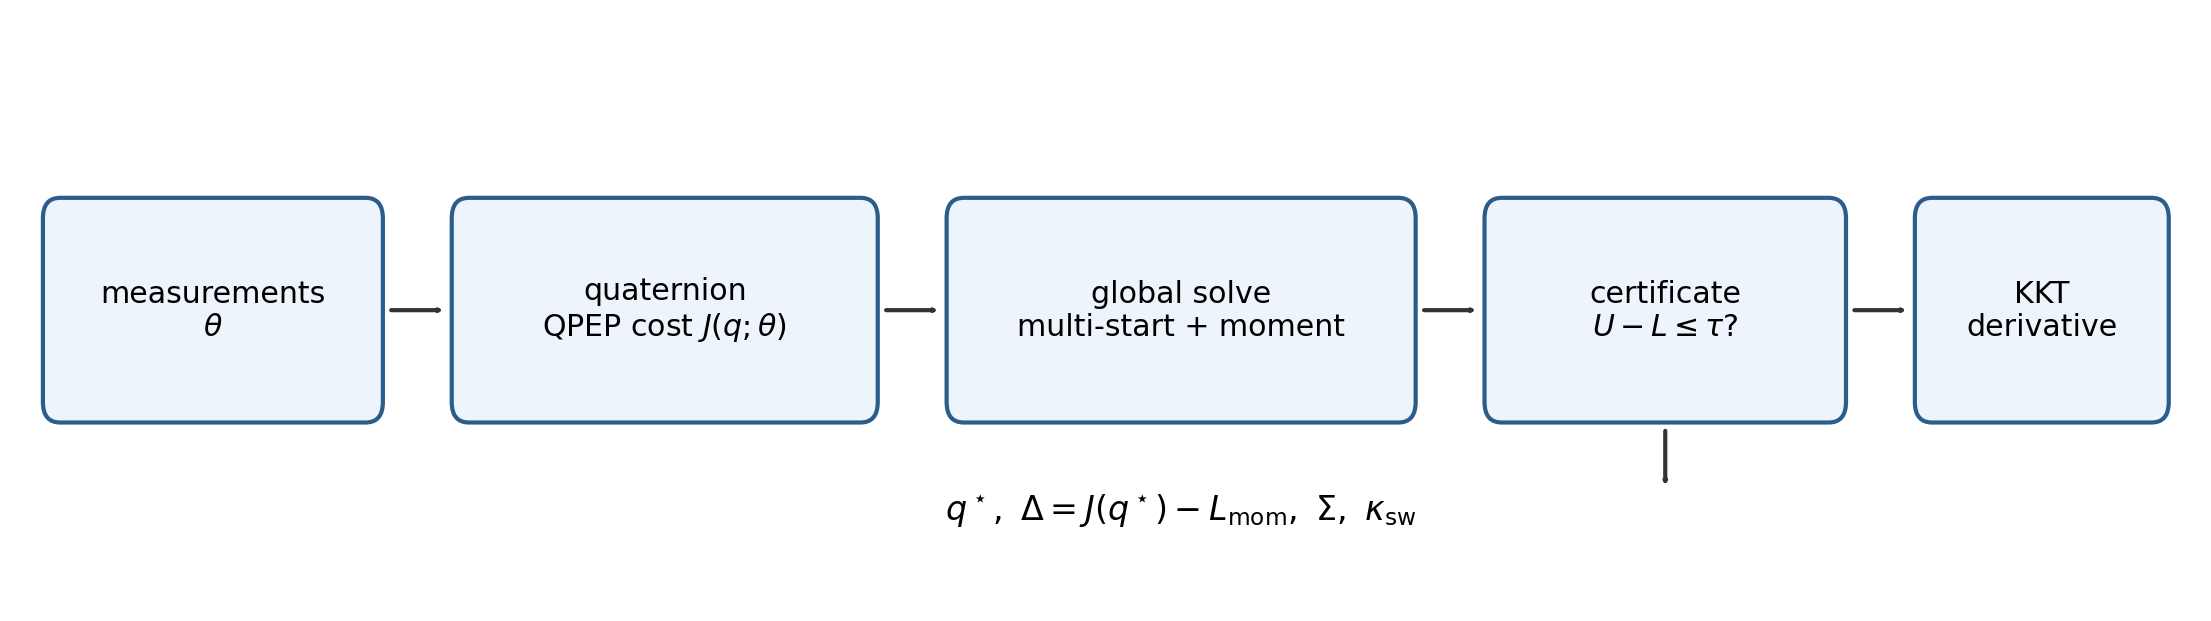 measurements
θ
quaternion
QPEP cost J(q; θ)
global solve
multi-start + moment
certificate
U − L ≤ τ?
KKT
derivative
q⋆, Δ = J(q⋆) − L_mom, Σ, κ_sw